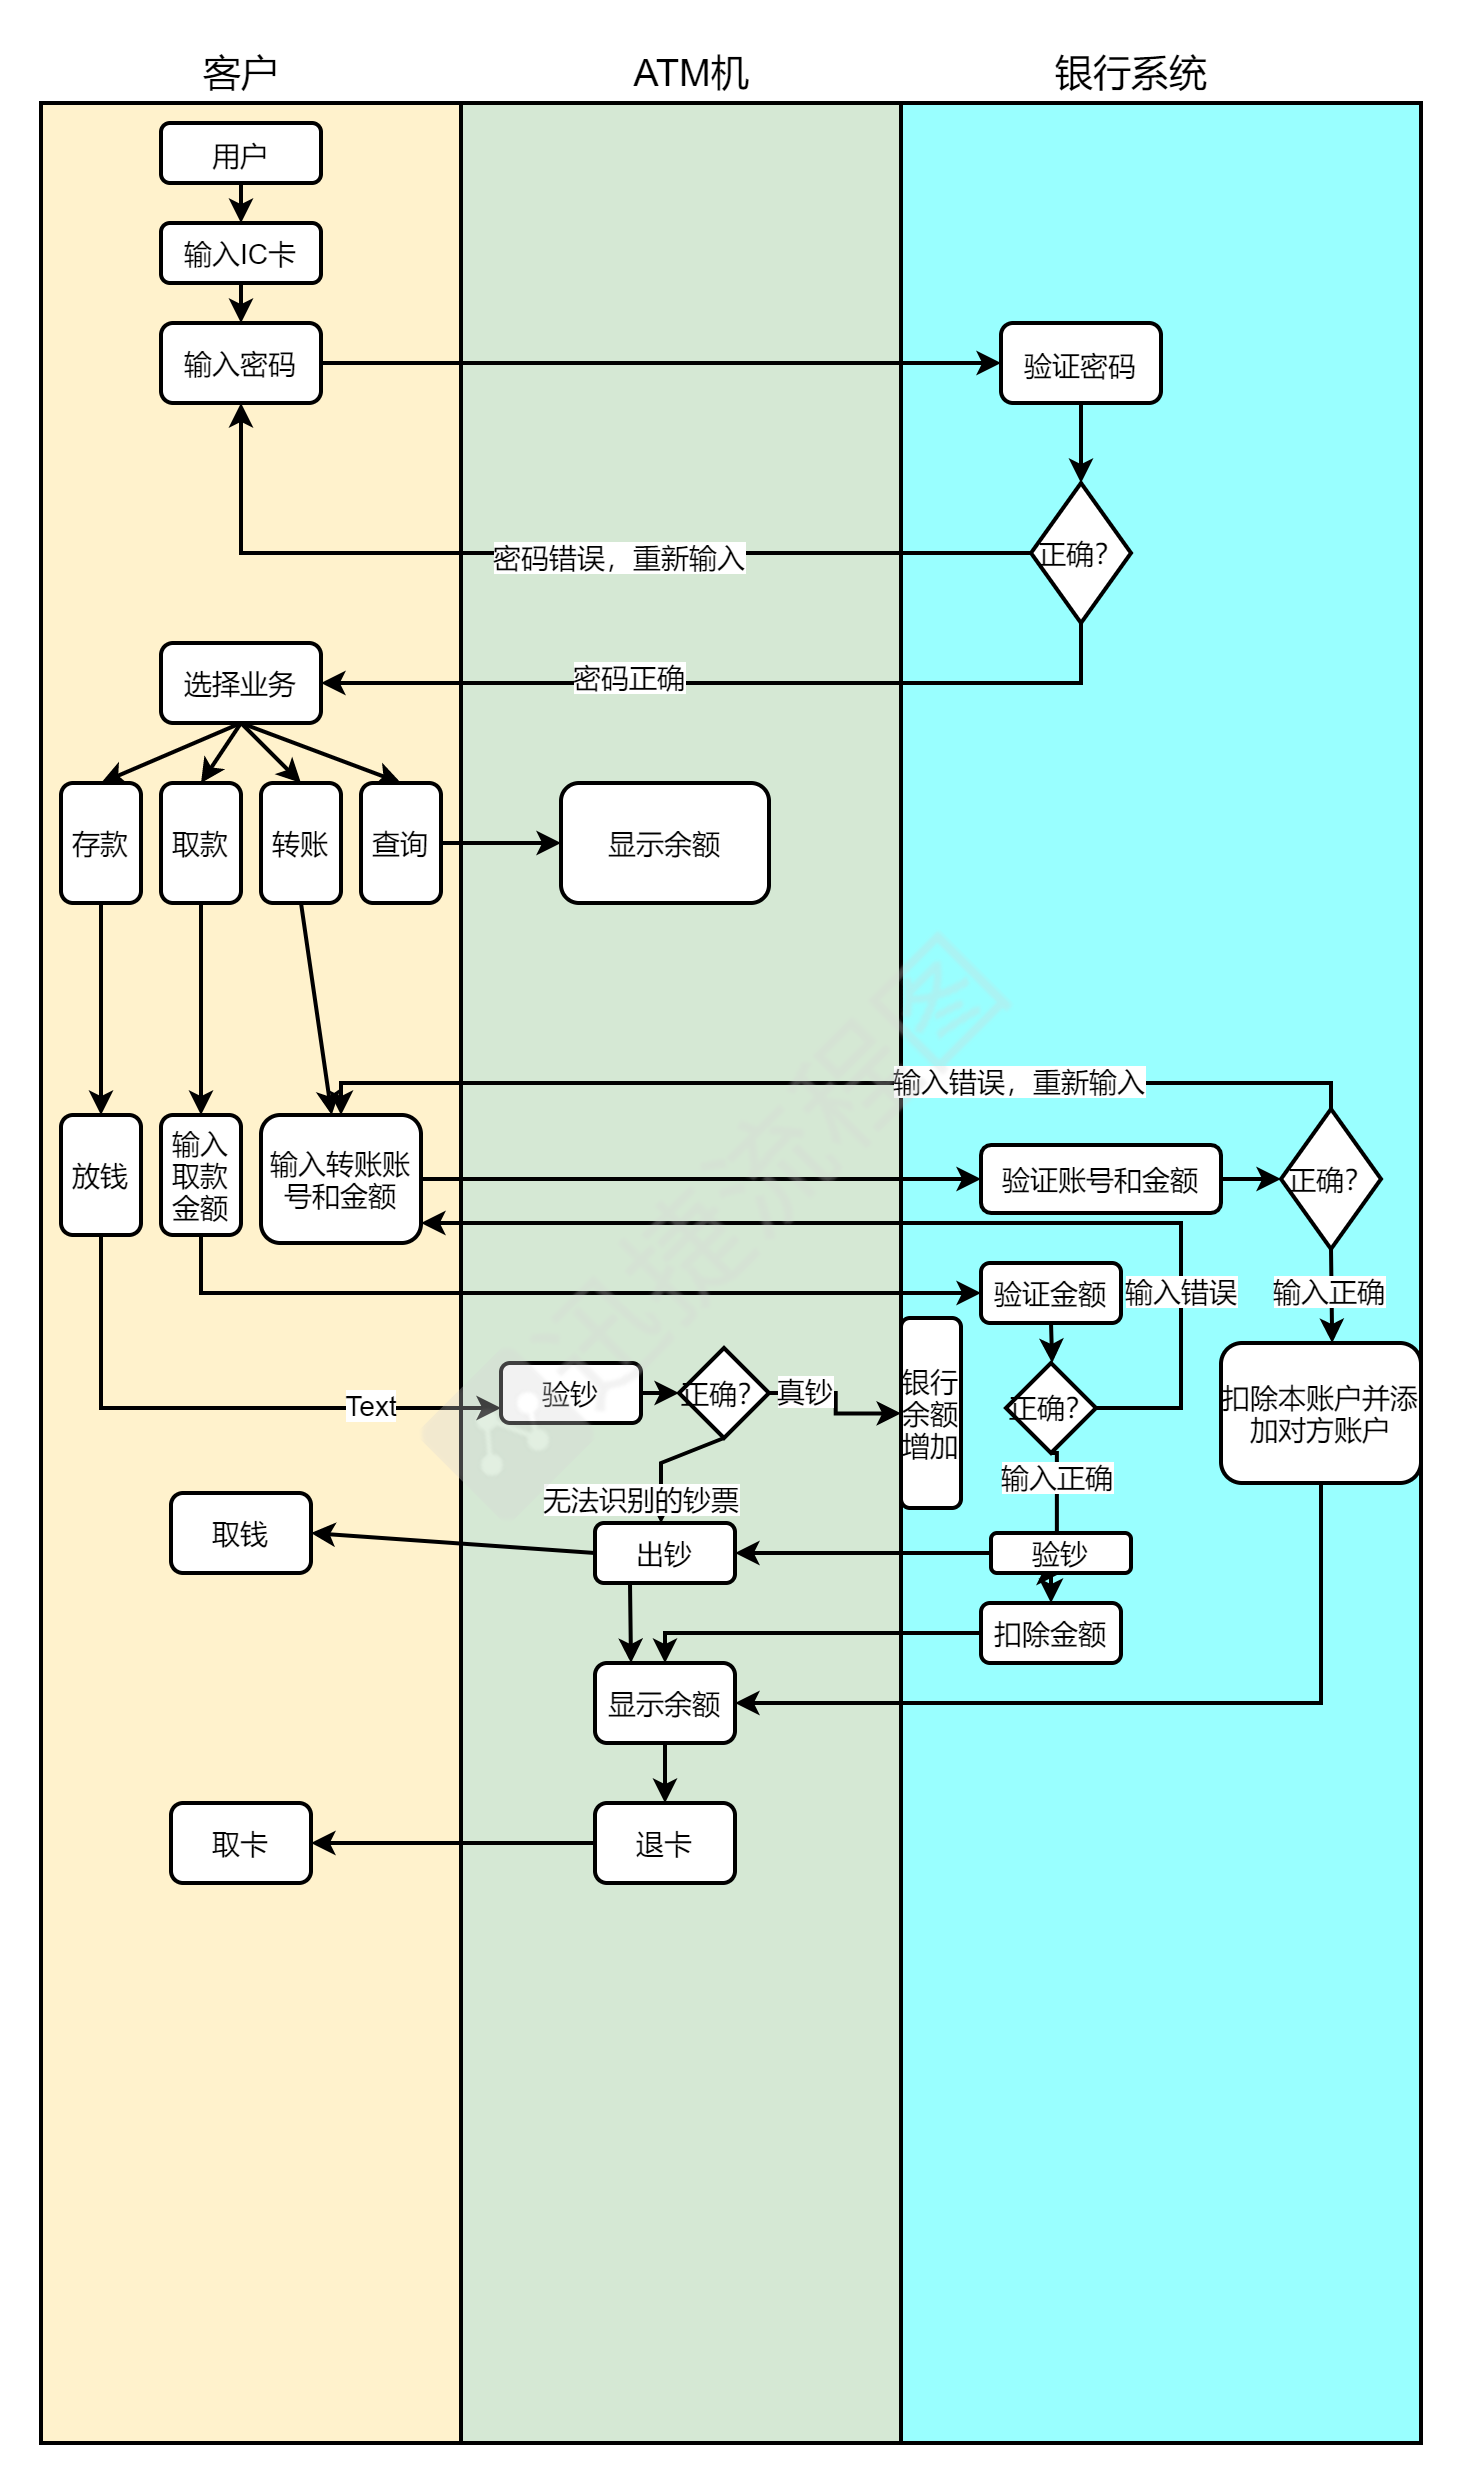 客户
ATM机
银行系统
用户
输入IC卡
输入密码
验证密码
正确?
密码错误，重新输入
密码正确
选择业务
存款
取款
转账
查询
显示余额
输入错误，重新输入
放钱
输入
取款
金额
输入转账账
号和金额
验证账号和金额
正确?
验证金额
输入错误
输入正确
验钞
正确?
真钞
银行
余额
增加
正确?
扣除本账户并添
加对方账户
Text
输入正确
无法识别的钞票
取钱
出钞
验钞
扣除金额
显示余额
取卡
退卡
迅捷流程图